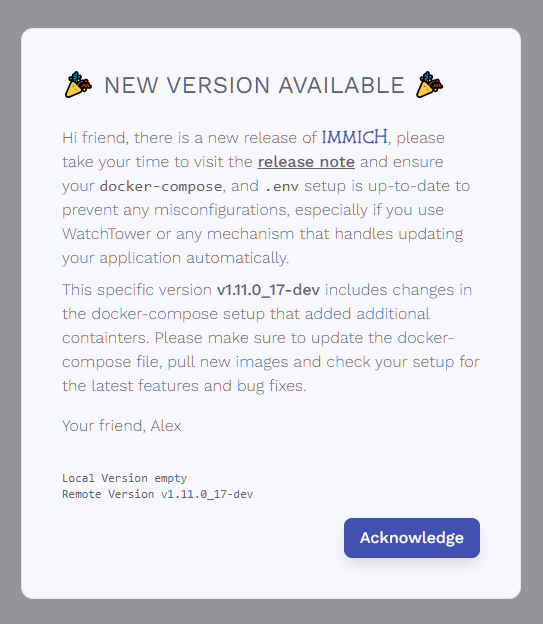 NEW VERSION AVAILABLE
Hi friend, there is a new release of IMMICH, please
take your time to visit the release note and ensure
your docker-compose, and .env setup is up-to-date to
prevent any misconfigurations, especially if you use
WatchTower or any mechanism that handles updating
your application automatically.
This specific version v1.11.0_17-dev includes changes in
the docker-compose setup that added additional
containters. Please make sure to update the docker-
compose file, pull new images and check your setup for
the latest features and bug fixes.
Your friend, Alex
Local Version empty
Remote Version v1.11.0_17-dev
Acknowledge